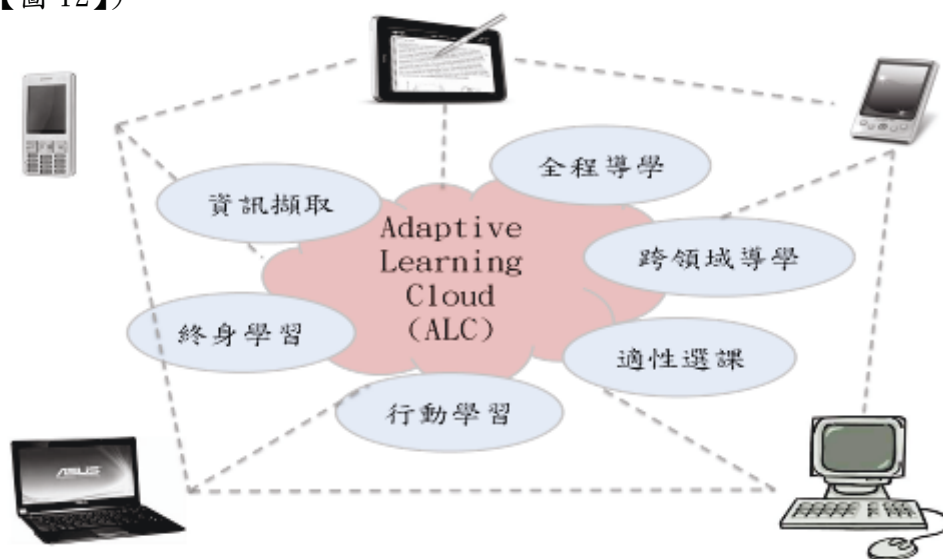 【圖 12】)
全程導學
資訊擷取
Adaptive
Learning
Cloud
(ALC)
跨領域導學
終身學習
適性選課
行動學習
ASUS